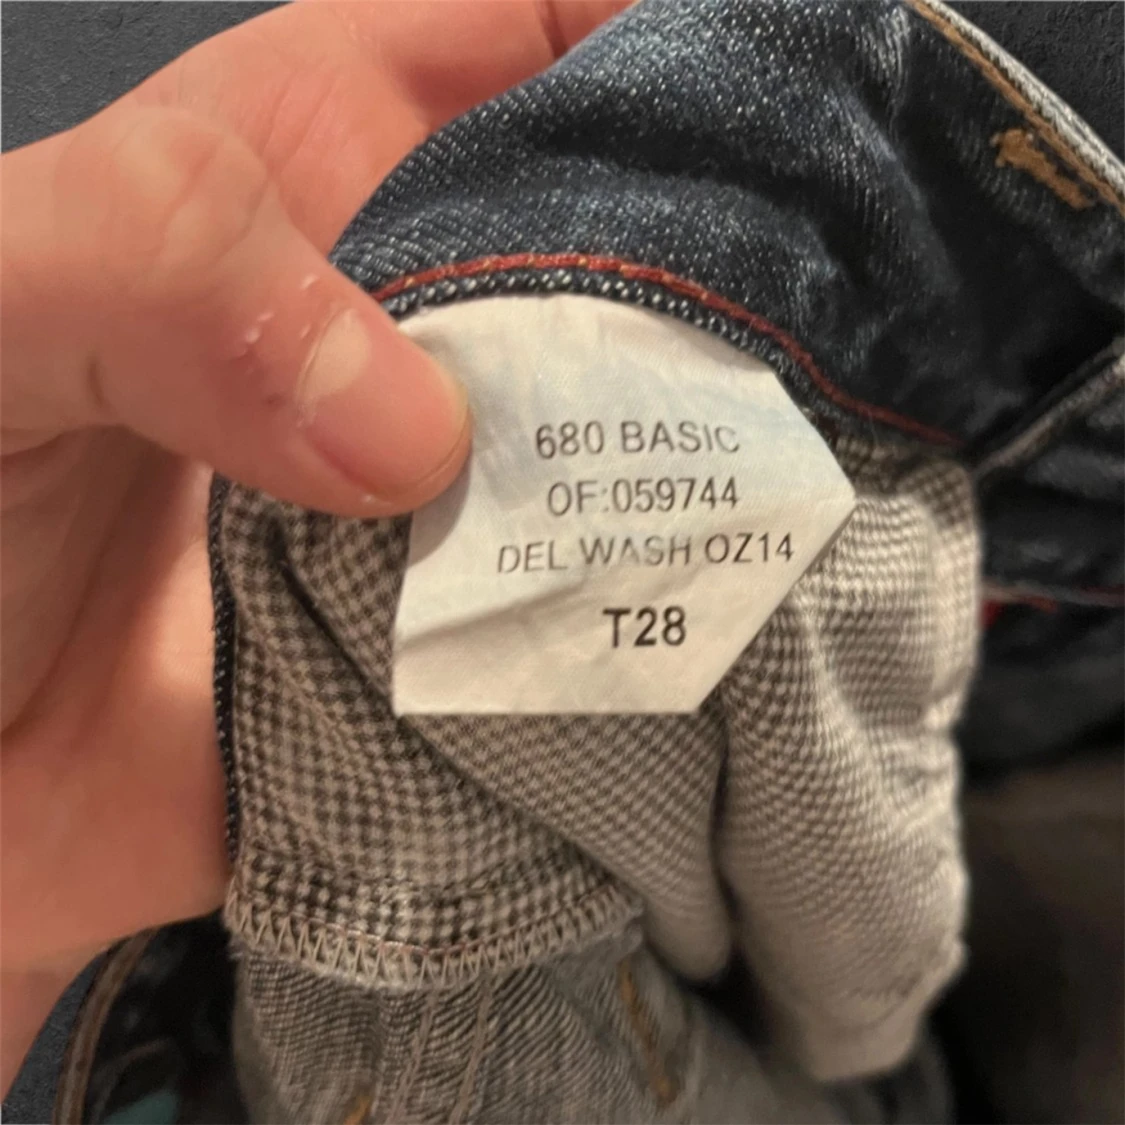 680 BASIC
OF:059744
DEL WASH OZ14
T28